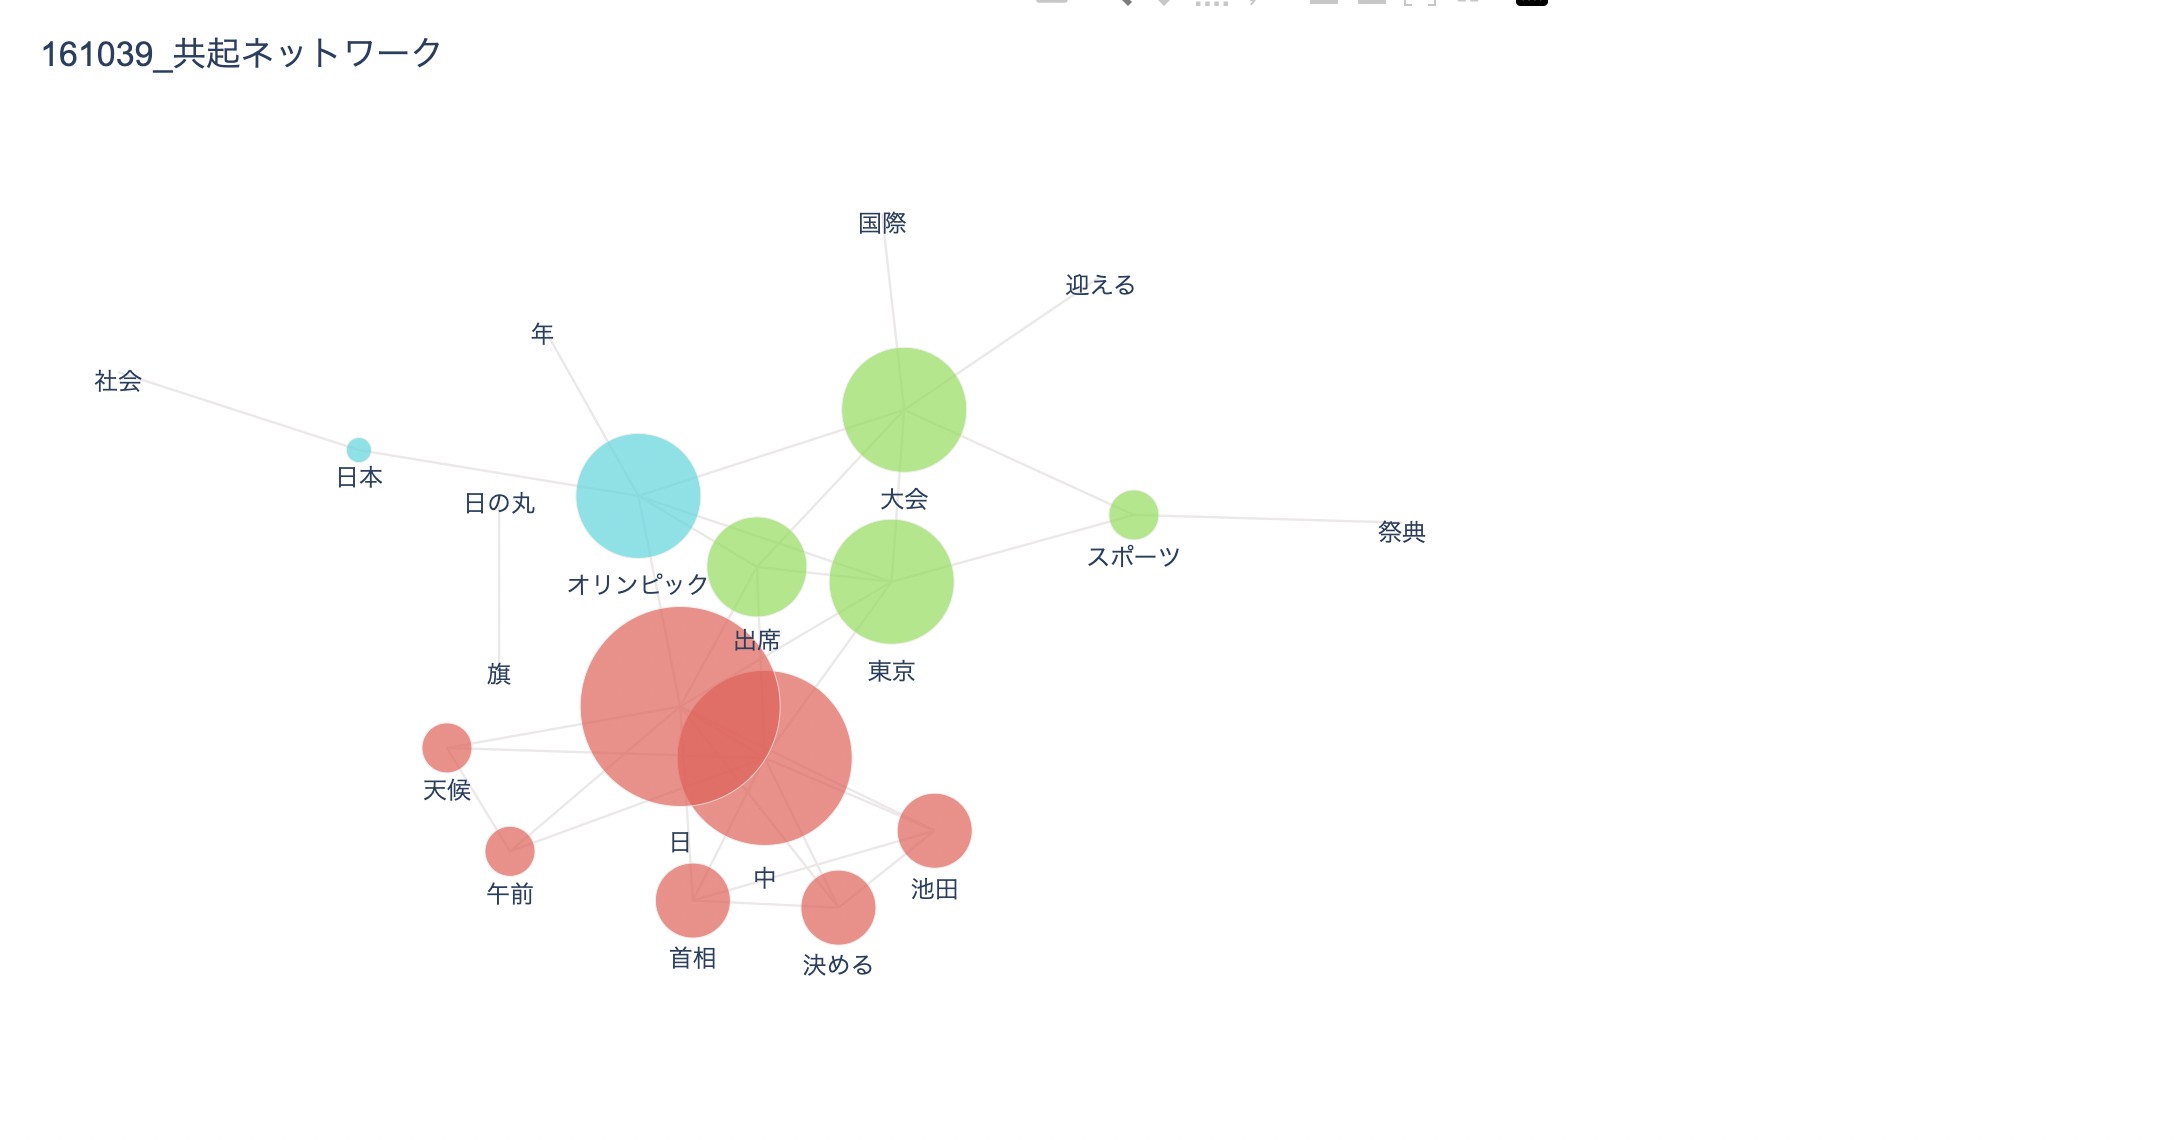 161039_共起ネットワーク
国際
迎える
年
社会
日本
日の丸
大会
スポーツ
祭典
オリンピック
出席
東京
旗
天候
日
中
午前
池田
首相
決める